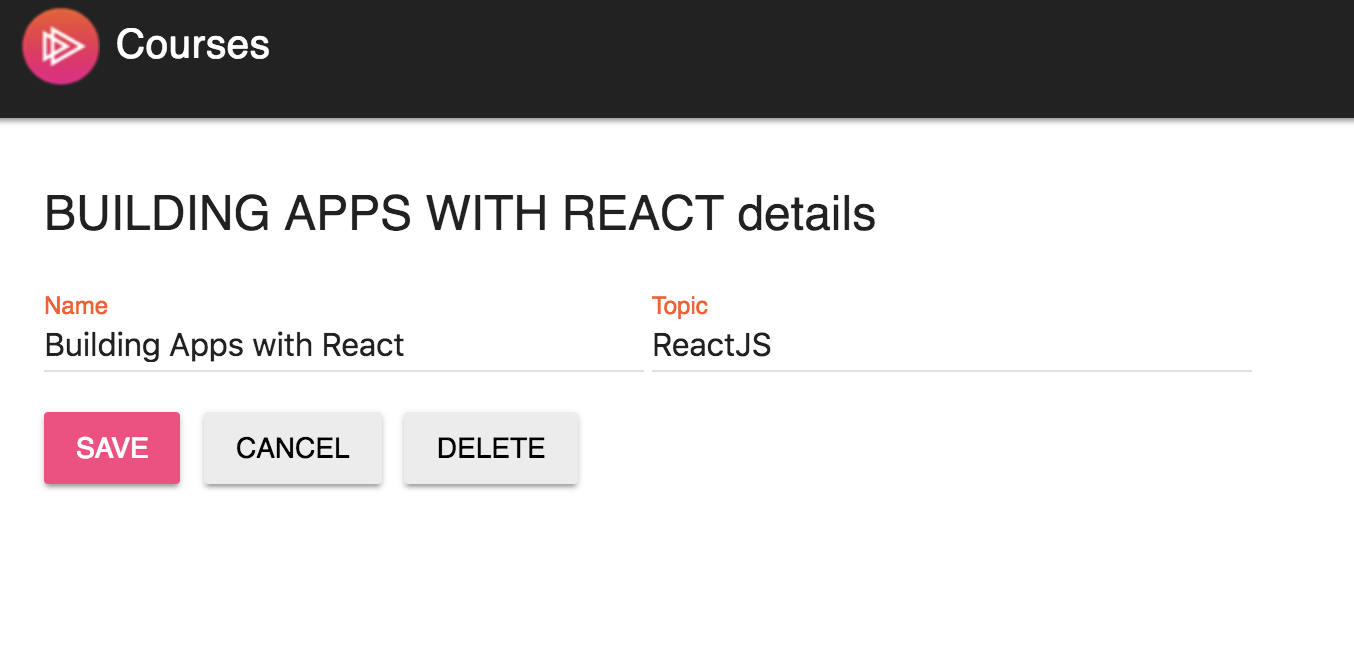 Courses
BUILDING APPS WITH REACT details
Name Topic
Building Apps with React ReactJS
SAVE CANCEL DELETE